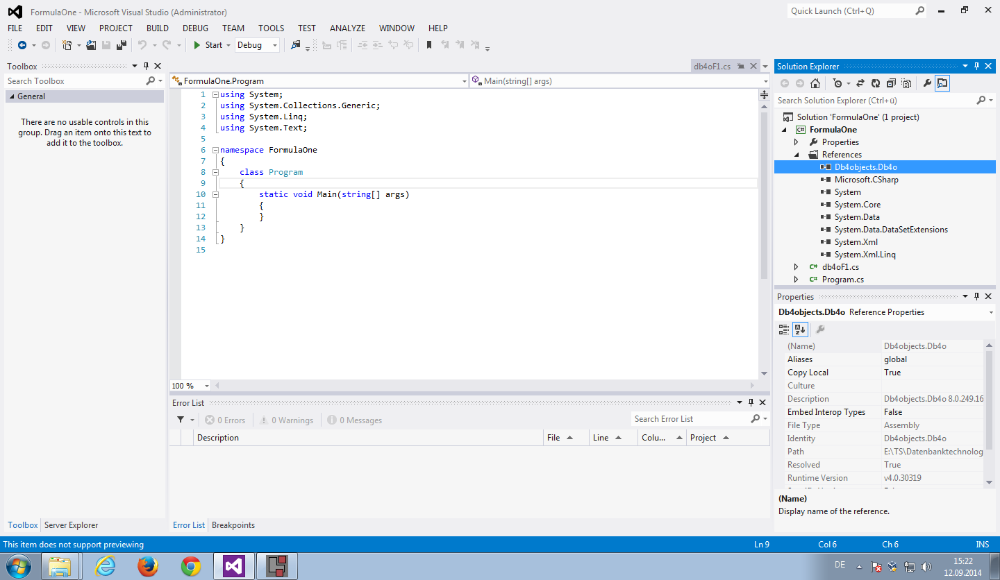 FormulaOne - Microsoft Visual Studio (Administrator)
Quick Launch (Ctrl+Q)
FILE EDIT VIEW PROJECT BUILD DEBUG TEAM TOOLS TEST ANALYZE WINDOW HELP
Start Debug
Toolbox
Search Toolbox
General
There are no usable controls in this
group. Drag an item onto this text to
add it to the toolbox.
Toolbox Server Explorer
db4oF1.cs
FormulaOne.Program
Main(string[] args)
1 using System;
2 using System.Collections.Generic;
3 using System.Linq;
4 using System.Text;
5
6 namespace FormulaOne
7 {
8 class Program
9 {
10 static void Main(string[] args)
11 {
12 }
13 }
14 }
15
100 %
Error List
0 Errors 0 Warnings 0 Messages
Search Error List
Description File Line Colu... Project
Error List Breakpoints
Solution Explorer
Search Solution Explorer (Ctrl+ü)
Solution 'FormulaOne' (1 project)
C# FormulaOne
Properties
References
Db4objects.Db4o
Microsoft.CSharp
System
System.Core
System.Data
System.Data.DataSetExtensions
System.Xml
System.Xml.Linq
C# db4oF1.cs
C# Program.cs
Properties
Db4objects.Db4o Reference Properties
(Name) Db4objects.Db4o
Aliases global
Copy Local True
Culture
Description Db4objects.Db4o 8.0.249.16
Embed Interop Types False
File Type Assembly
Identity Db4objects.Db4o
Path E:\TS\Datenbanktechnolog
Resolved True
Runtime Version v4.0.30319
(Name)
Display name of the reference.
This item does not support previewing
Ln 9 Col 6 Ch 6 INS
DE
15:22
12.09.2014